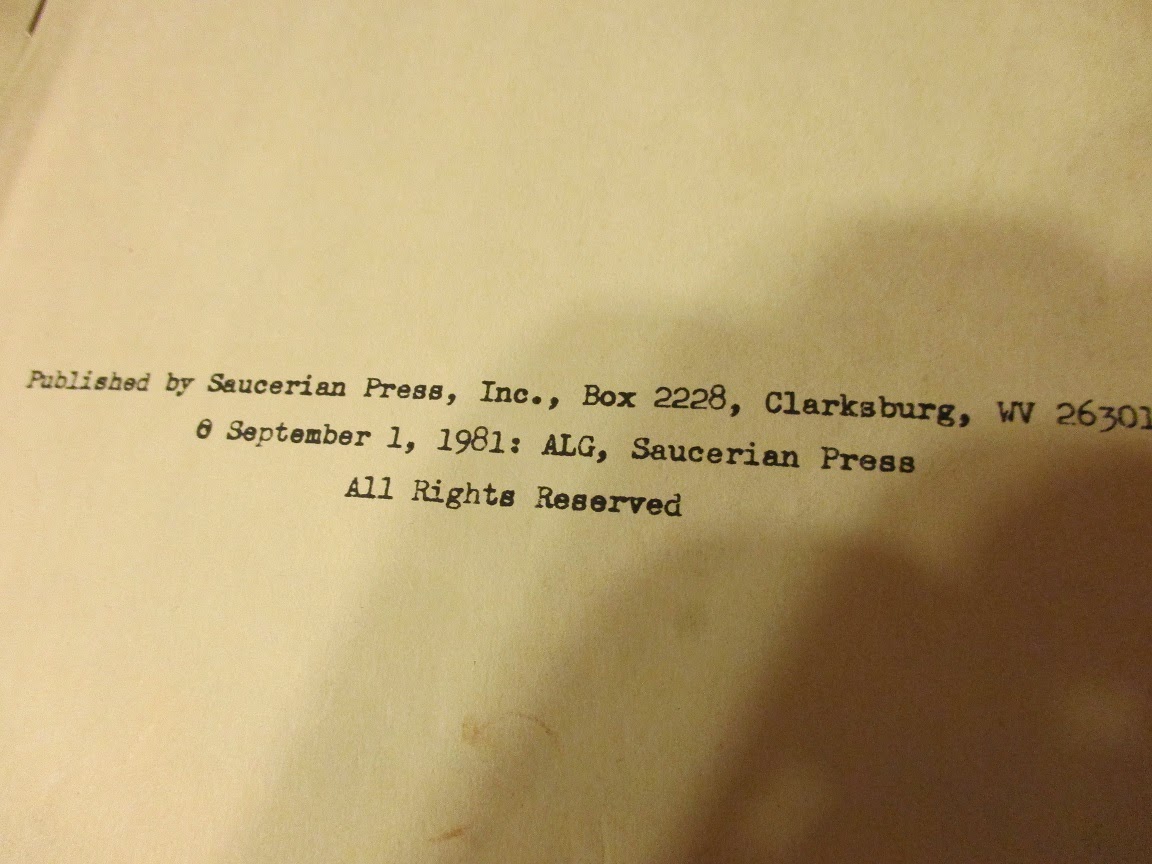 Published by Saucerian Press, Inc., Box 2228, Clarksburg, WV 26301
© September 1, 1981: ALG, Saucerian Press
All Rights Reserved